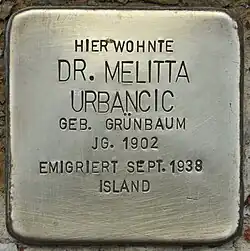 HIER WOHNTE
DR. MELITTA
URBANCIC
GEB. GRÜNBAUM
JG. 1902
EMIGRIERT SEPT. 1938
ISLAND